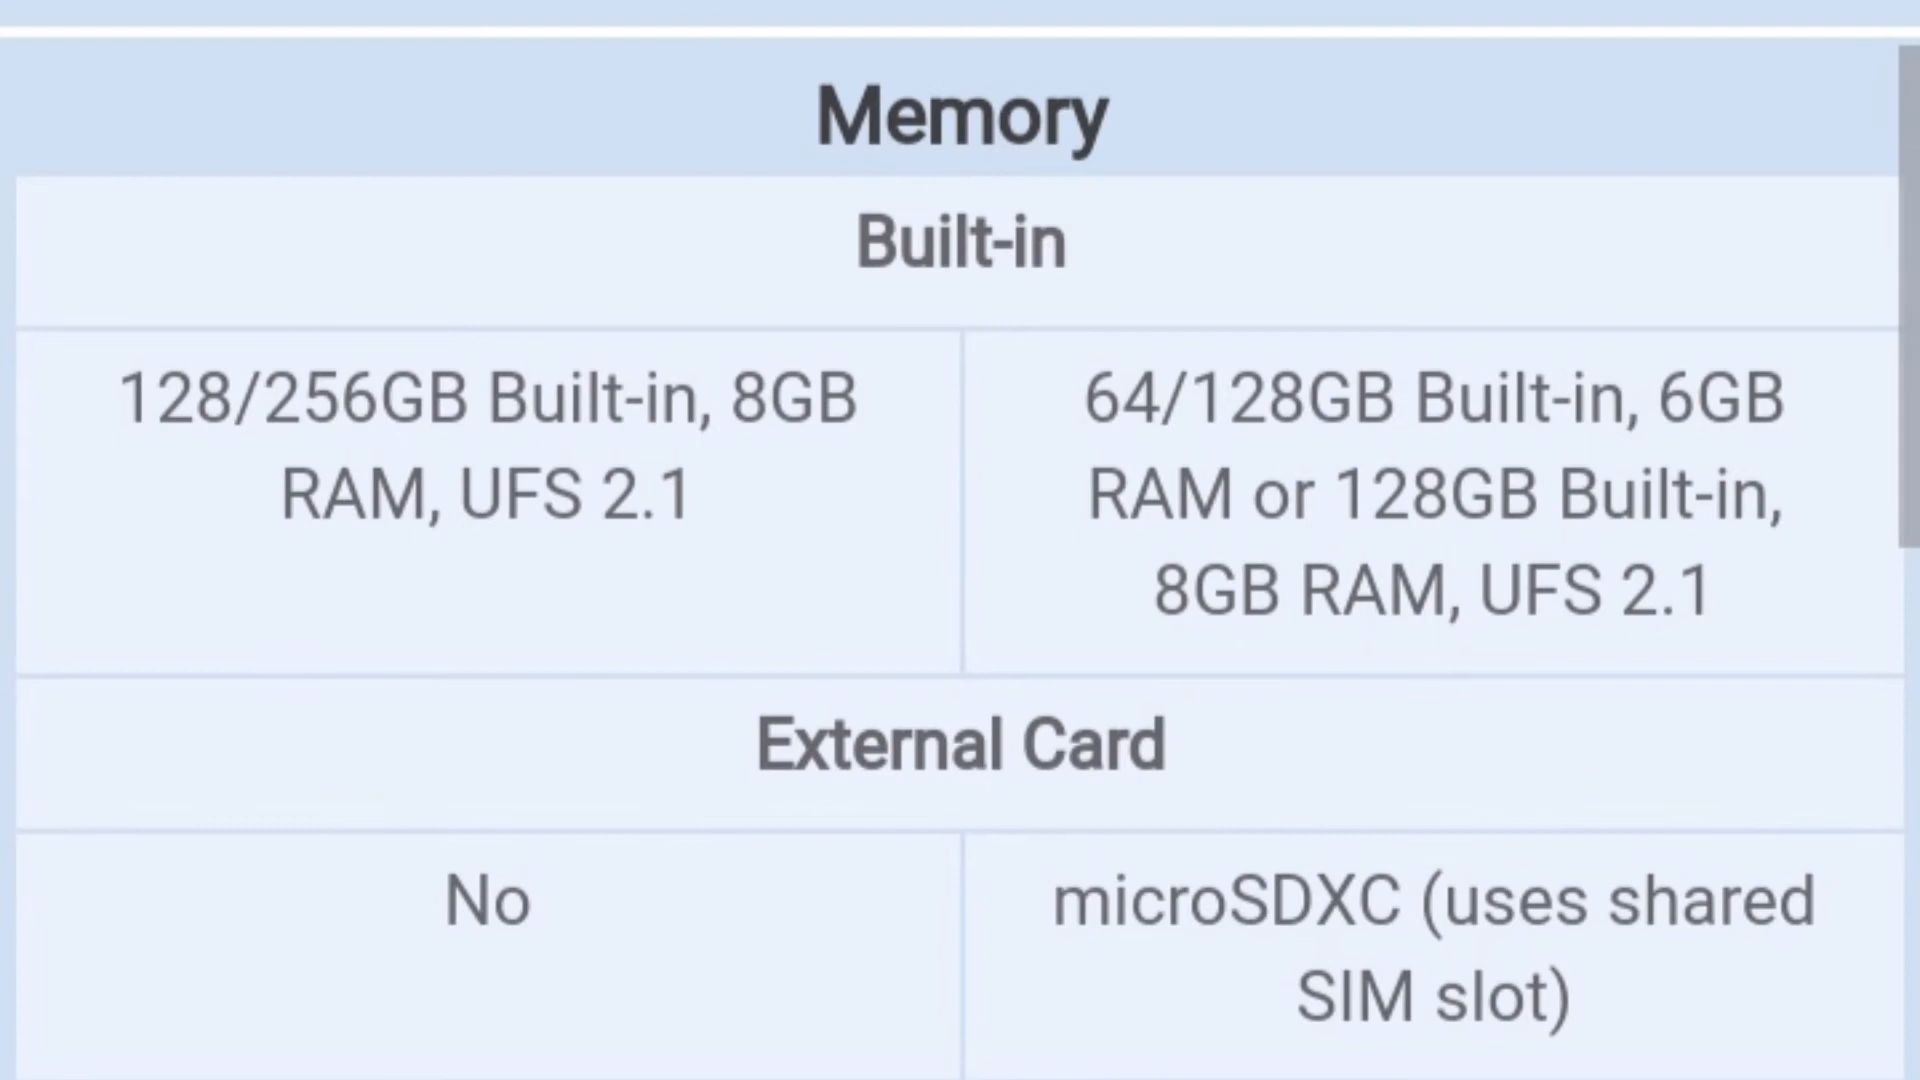 Memory
Built-in
128/256GB Built-in, 8GB
RAM, UFS 2.1
64/128GB Built-in, 6GB
RAM or 128GB Built-in,
8GB RAM, UFS 2.1
External Card
No
microSDXC (uses shared
SIM slot)